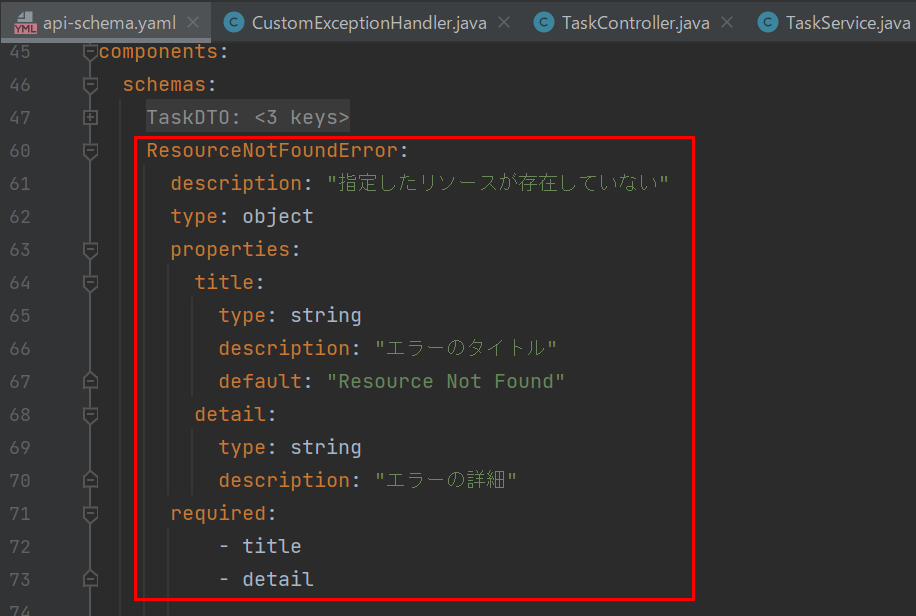 YML api-schema.yaml × C CustomExceptionHandler.java × C TaskController.java × C TaskService.java
45 components:
46 schemas:
47 TaskDTO: <3 keys>
60 ResourceNotFoundError:
61 description: "指定したリソースが存在していない"
62 type: object
63 properties:
64 title:
65 type: string
66 description: "エラーのタイトル"
67 default: "Resource Not Found"
68 detail:
69 type: string
70 description: "エラーの詳細"
71 required:
72 - title
73 - detail
74